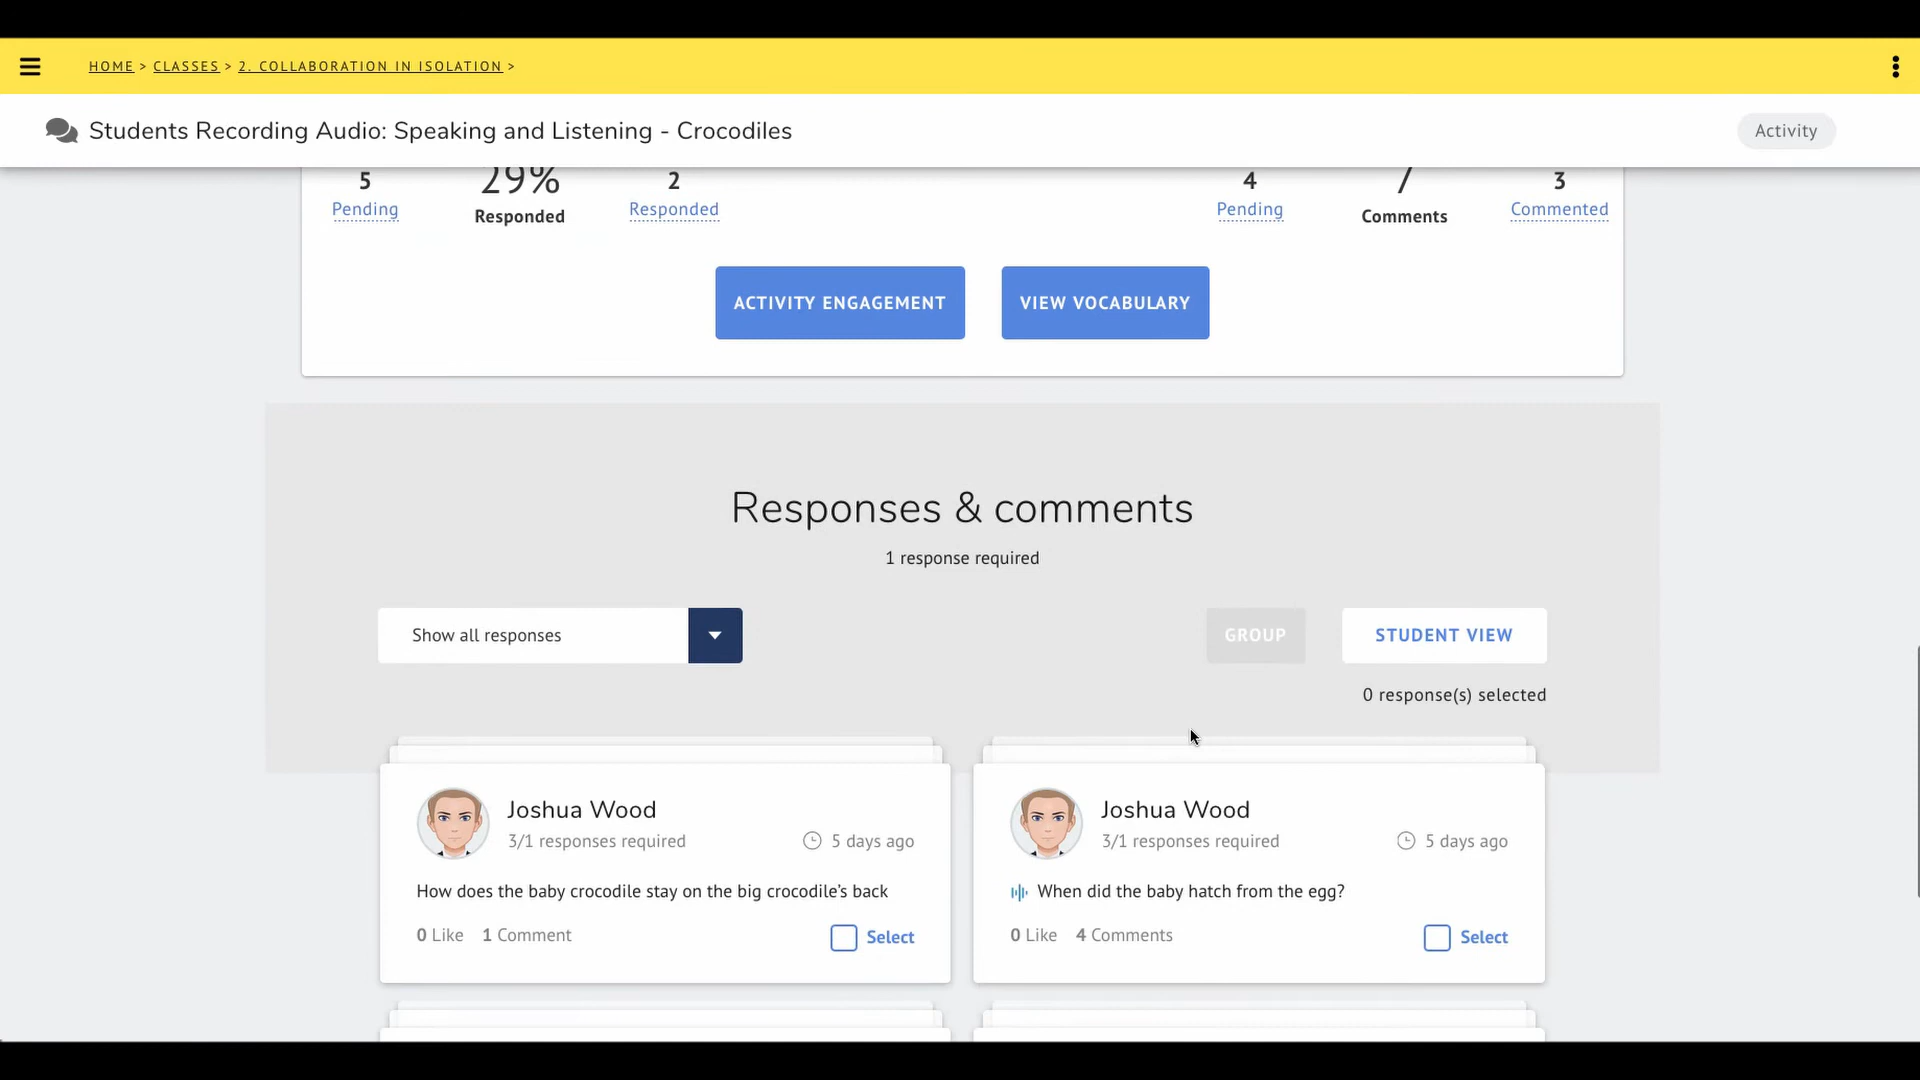 HOME > CLASSES > 2. COLLABORATION IN ISOLATION >
Students Recording Audio: Speaking and Listening - Crocodiles
Activity
5
29%
2
4
7
3
Pending
Responded
Responded
Pending
Comments
Commented
ACTIVITY ENGAGEMENT
VIEW VOCABULARY
Responses & comments
1 response required
Show all responses
GROUP
STUDENT VIEW
0 response(s) selected
Joshua Wood
3/1 responses required
5 days ago
How does the baby crocodile stay on the big crocodile's back
0 Like 1 Comment
Select
Joshua Wood
3/1 responses required
5 days ago
When did the baby hatch from the egg?
0 Like 4 Comments
Select